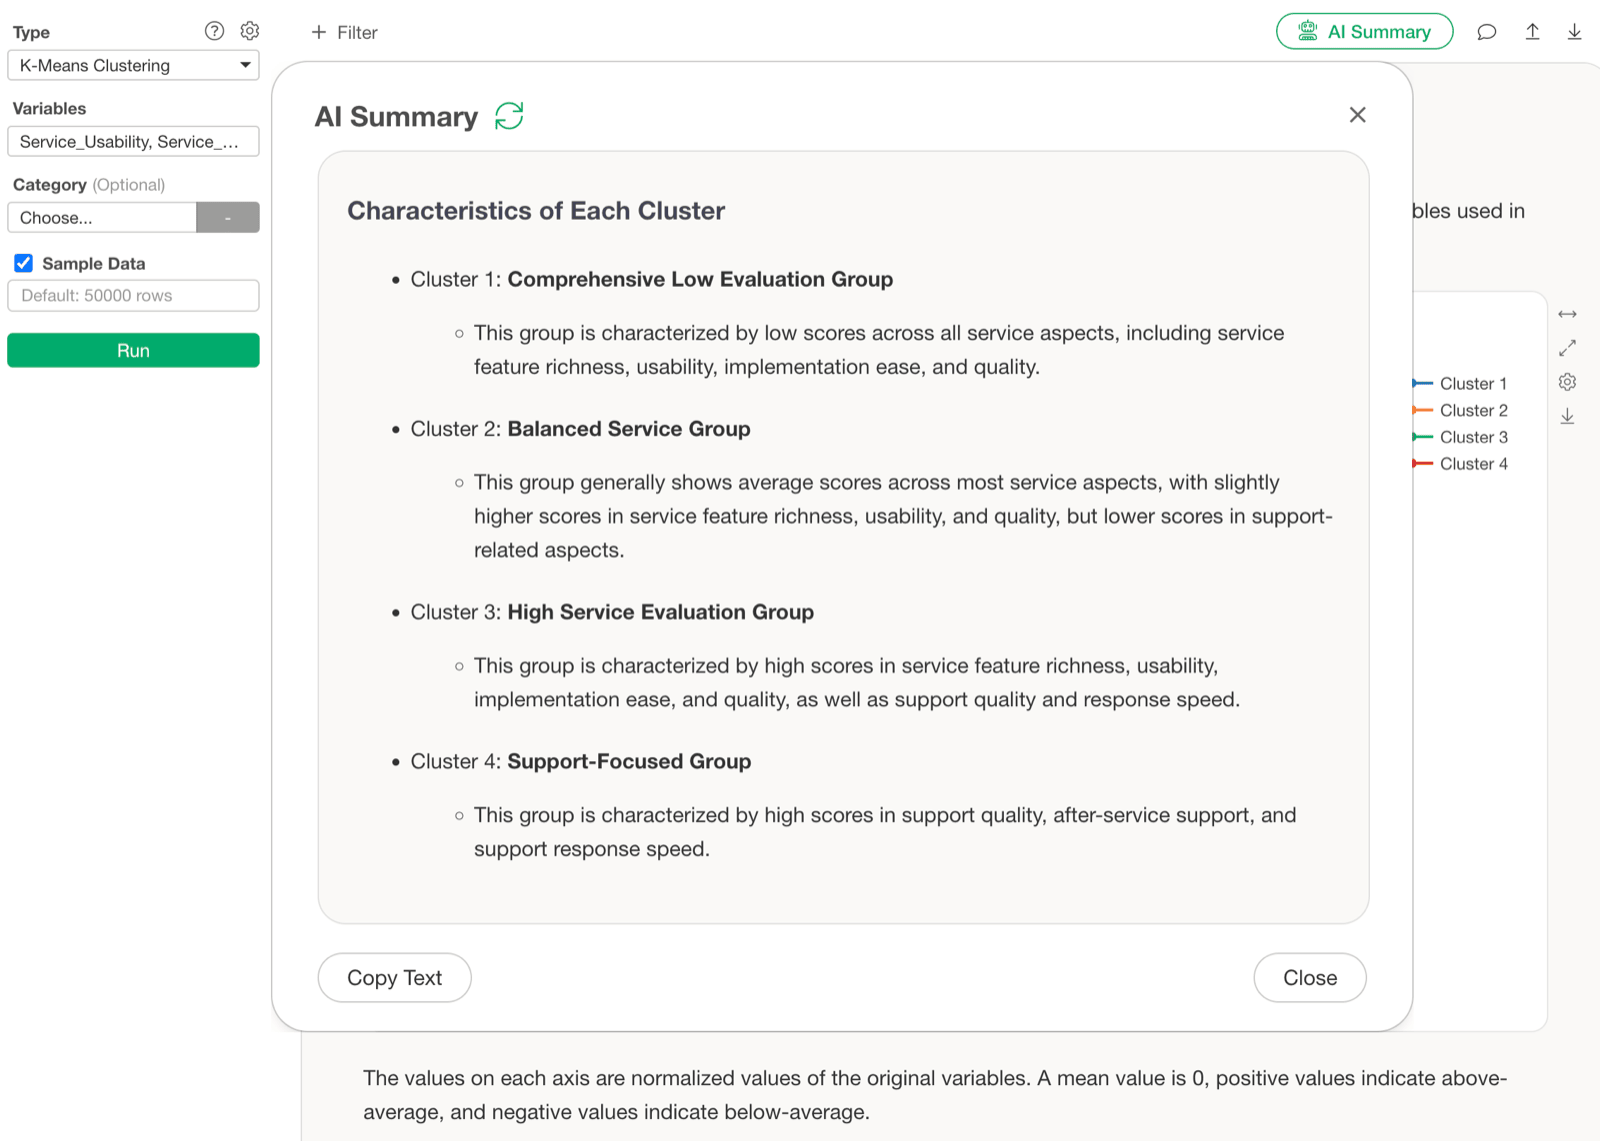 Type
?
K-Means Clustering
Variables
Service_Usability, Service_...
Category (Optional)
Choose...
-
Sample Data
Default: 50000 rows
Run
+ Filter
AI Summary
AI Summary
Characteristics of Each Cluster
• Cluster 1: Comprehensive Low Evaluation Group
This group is characterized by low scores across all service aspects, including service
feature richness, usability, implementation ease, and quality.
• Cluster 2: Balanced Service Group
This group generally shows average scores across most service aspects, with slightly
higher scores in service feature richness, usability, and quality, but lower scores in support-
related aspects.
• Cluster 3: High Service Evaluation Group
This group is characterized by high scores in service feature richness, usability,
implementation ease, and quality, as well as support quality and response speed.
• Cluster 4: Support-Focused Group
This group is characterized by high scores in support quality, after-service support, and
support response speed.
Copy Text
Close
bles used in
Cluster 1
Cluster 2
Cluster 3
Cluster 4
The values on each axis are normalized values of the original variables. A mean value is 0, positive values indicate above-
average, and negative values indicate below-average.